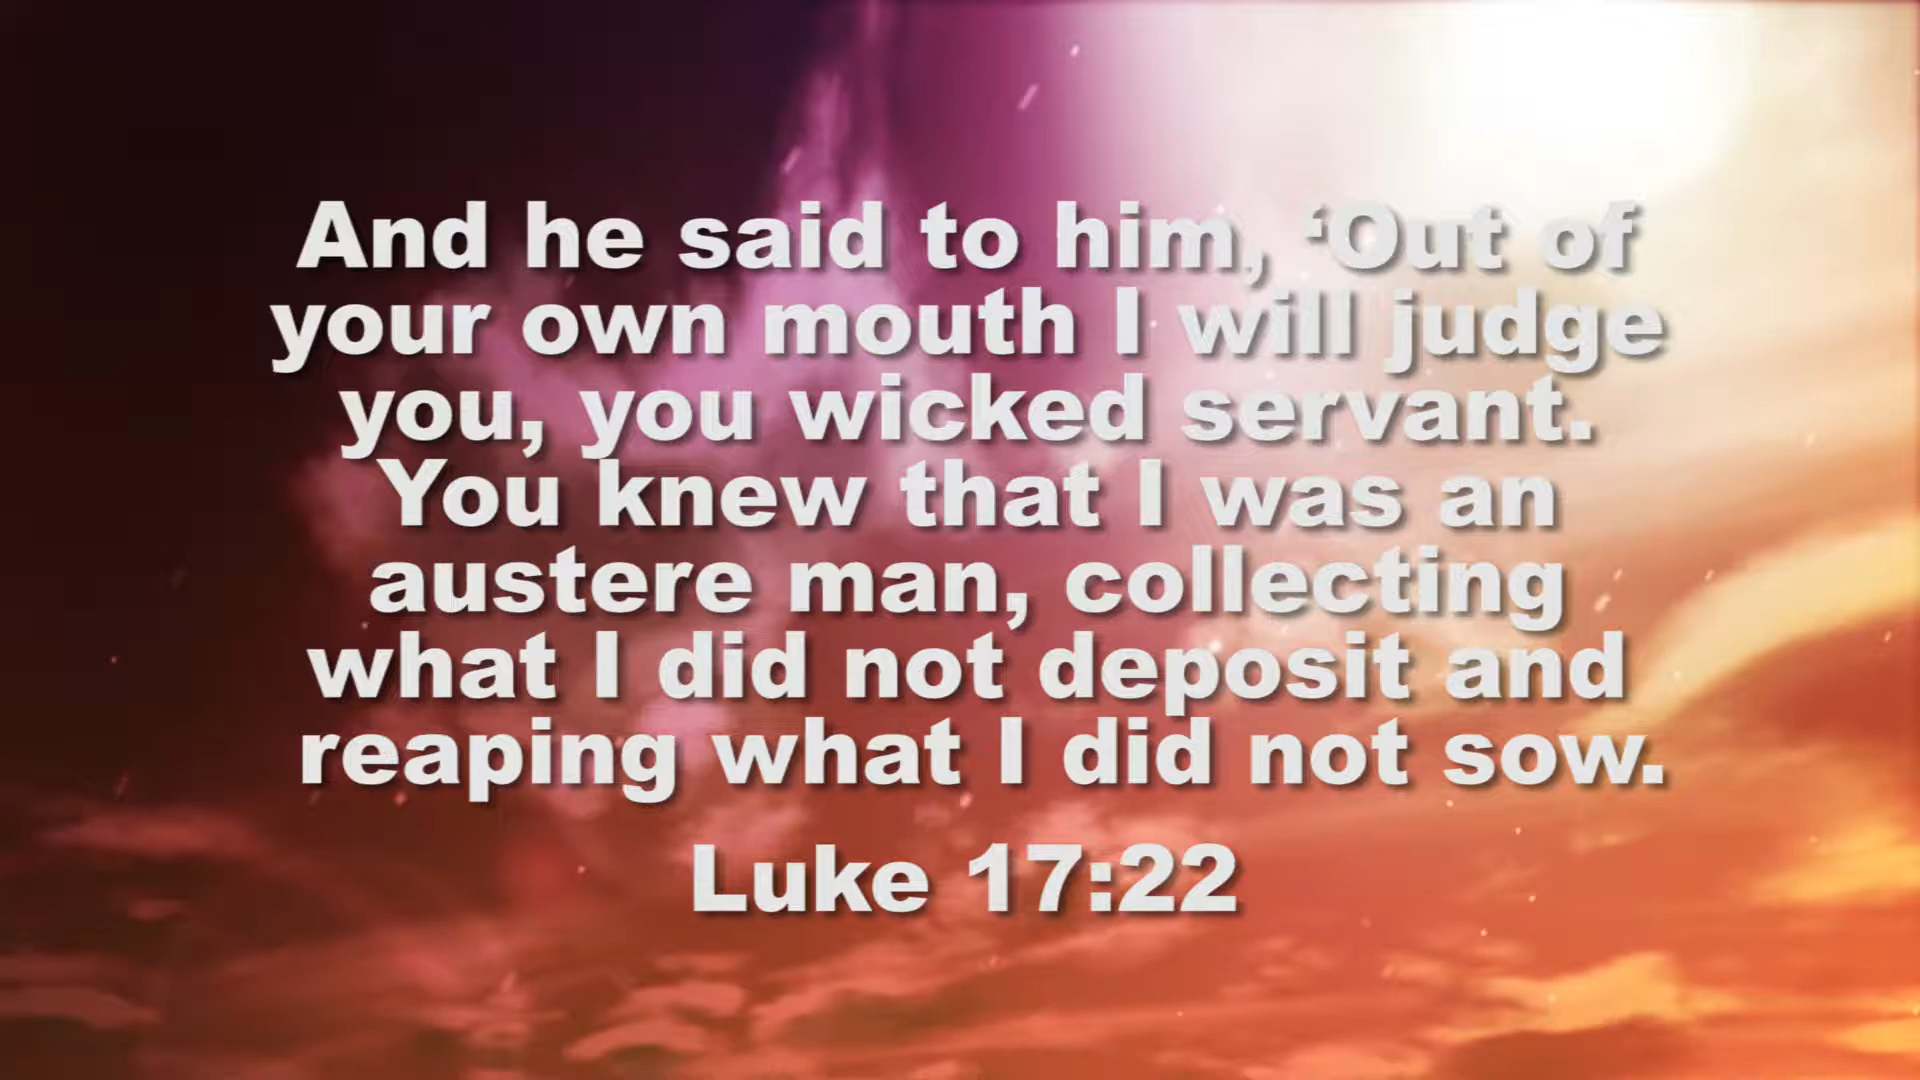 And he said to him, ‘Out of
your own mouth I will judge
you, you wicked servant.
You knew that I was an
austere man, collecting
what I did not deposit and
reaping what I did not sow.
Luke 17:22